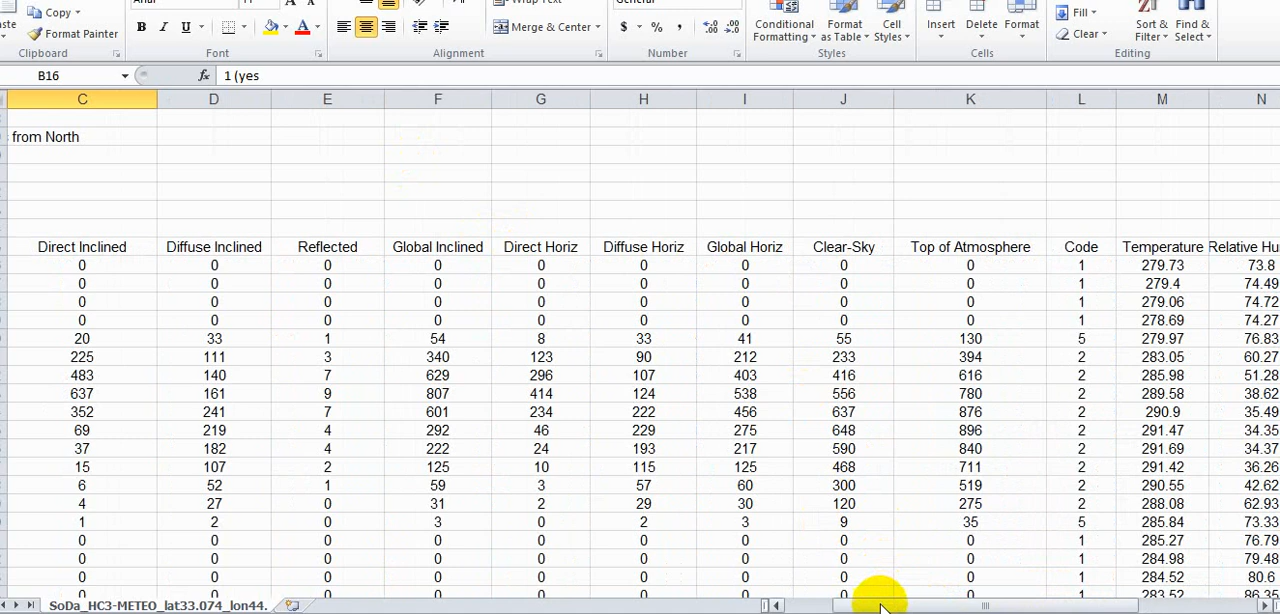 Copy
Format Painter
Clipboard
B I U
Font
Merge & Center
Alignment
$ % ,
Number
Conditional Formatting
Format as Table
Cell Styles
Styles
Insert
Delete
Format
Cells
Fill
Clear
Sort & Filter
Find & Select
Editing
B16 fx 1 (yes
C D E F G H I J K L M N
from North
Direct Inclined Diffuse Inclined Reflected Global Inclined Direct Horiz Diffuse Horiz Global Horiz Clear-Sky Top of Atmosphere Code Temperature Relative Hu
0 0 0 0 0 0 0 0 0 1 279.73 73.8
0 0 0 0 0 0 0 0 0 1 279.4 74.49
0 0 0 0 0 0 0 0 0 1 279.06 74.72
0 0 0 0 0 0 0 0 0 1 278.69 74.27
20 33 1 54 8 33 41 55 130 5 279.97 76.83
225 111 3 340 123 90 212 233 394 2 283.05 60.27
483 140 7 629 296 107 403 416 616 2 285.98 51.28
637 161 9 807 414 124 538 556 780 2 289.58 38.62
352 241 7 601 234 222 456 637 876 2 290.9 35.49
69 219 4 292 46 229 275 648 896 2 291.47 34.35
37 182 4 222 24 193 217 590 840 2 291.69 34.37
15 107 2 125 10 115 125 468 711 2 291.42 36.26
6 52 1 59 3 57 60 300 519 2 290.55 42.62
4 27 0 31 2 29 30 120 275 2 288.08 62.93
1 2 0 3 0 2 3 9 35 5 285.84 73.33
0 0 0 0 0 0 0 0 0 1 285.27 76.79
0 0 0 0 0 0 0 0 0 1 284.98 79.48
0 0 0 0 0 0 0 0 0 1 284.52 80.6
0 0 0 0 0 0 0 0 0 1 283.52 86.35
SoDa_HC3-METEO_lat33.074_lon44.